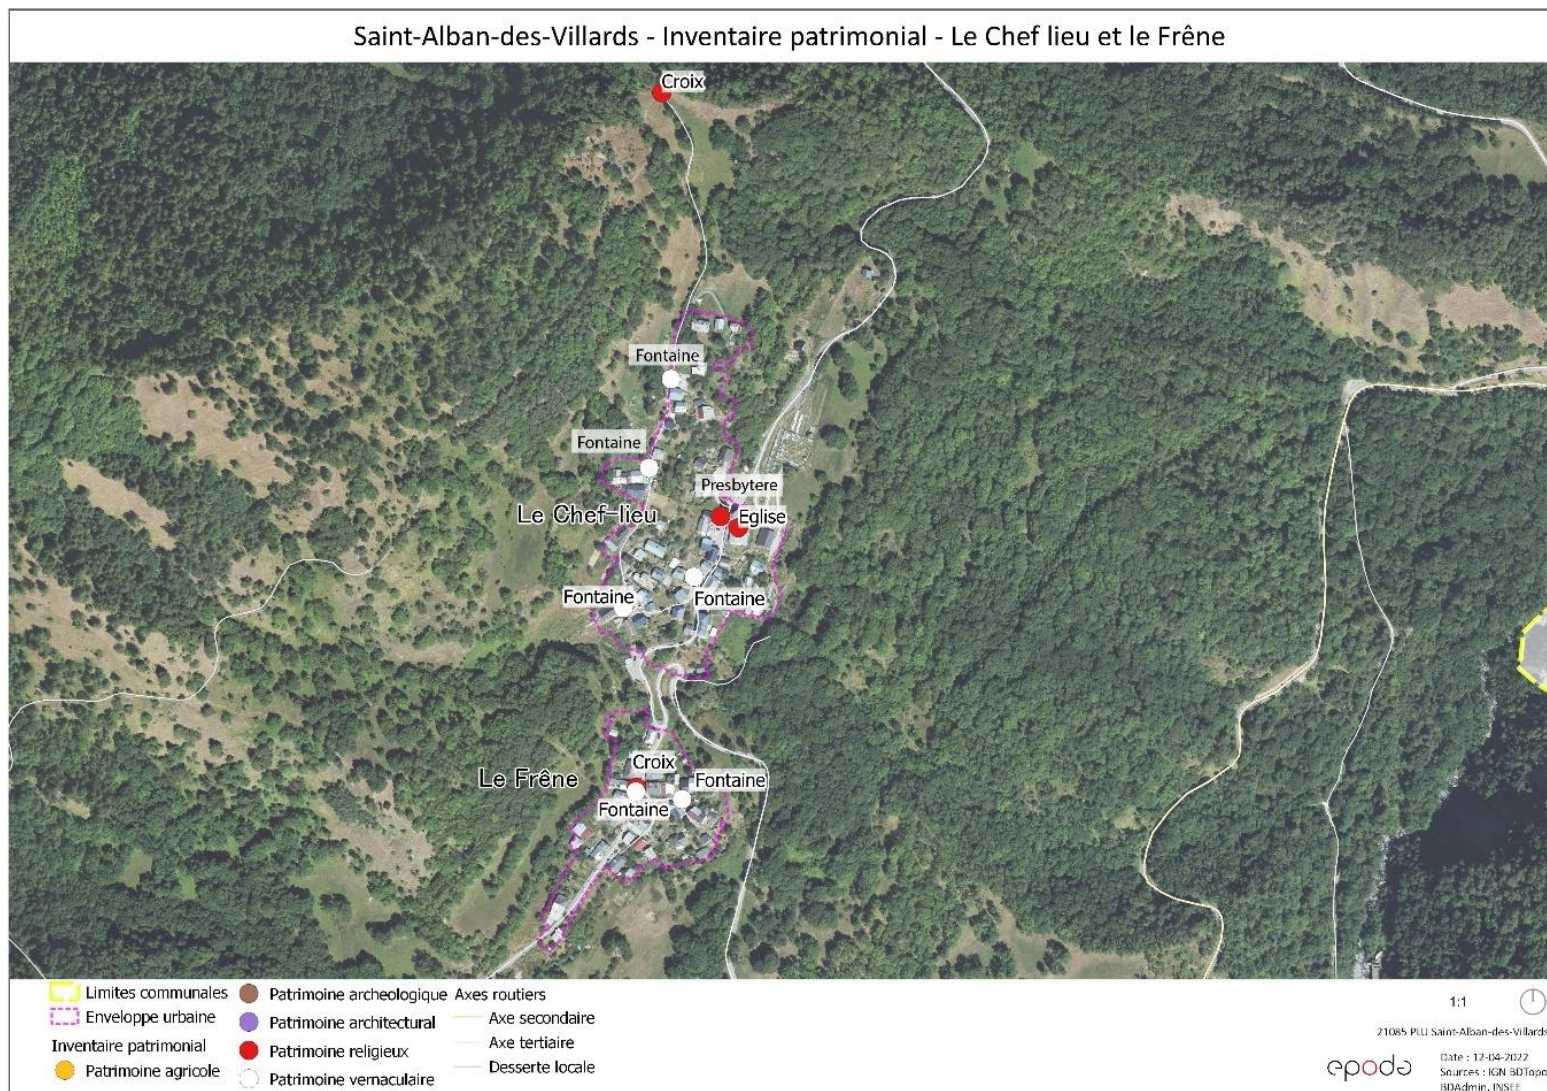 Saint-Alban-des-Villards - Inventaire patrimonial - Le Chef lieu et le Frêne
Croix
Fontaine
Fontaine
Presbytere
Le Chef-lieu
Eglise
Fontaine
Fontaine
Croix
Le Frêne
Fontaine
Fontaine
Limites communales
Enveloppe urbaine
Inventaire patrimonial
Patrimoine agricole
Patrimoine archeologique
Patrimoine architectural
Patrimoine religieux
Patrimoine vernaculaire
Axes routiers
Axe secondaire
Axe tertiaire
Desserte locale
1:1
21085 PLU Saint-Alban-des-Villards
epoda
Date : 12-04-2022
Sources : IGN BDTopo
BDAdmin, INSEE